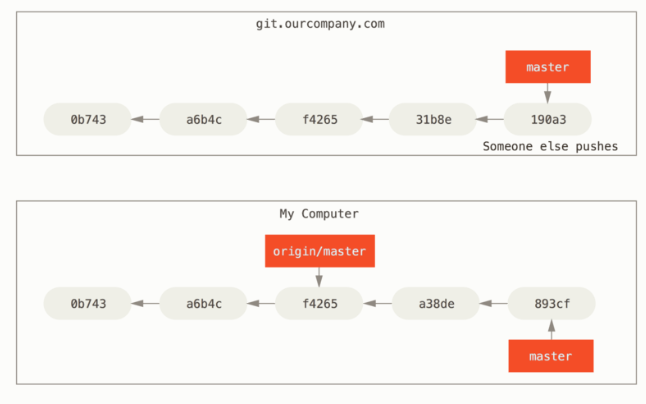 git.ourcompany.com
master
0b743 a6b4c f4265 31b8e 190a3
Someone else pushes
My Computer
origin/master
0b743 a6b4c f4265 a38de 893cf
master